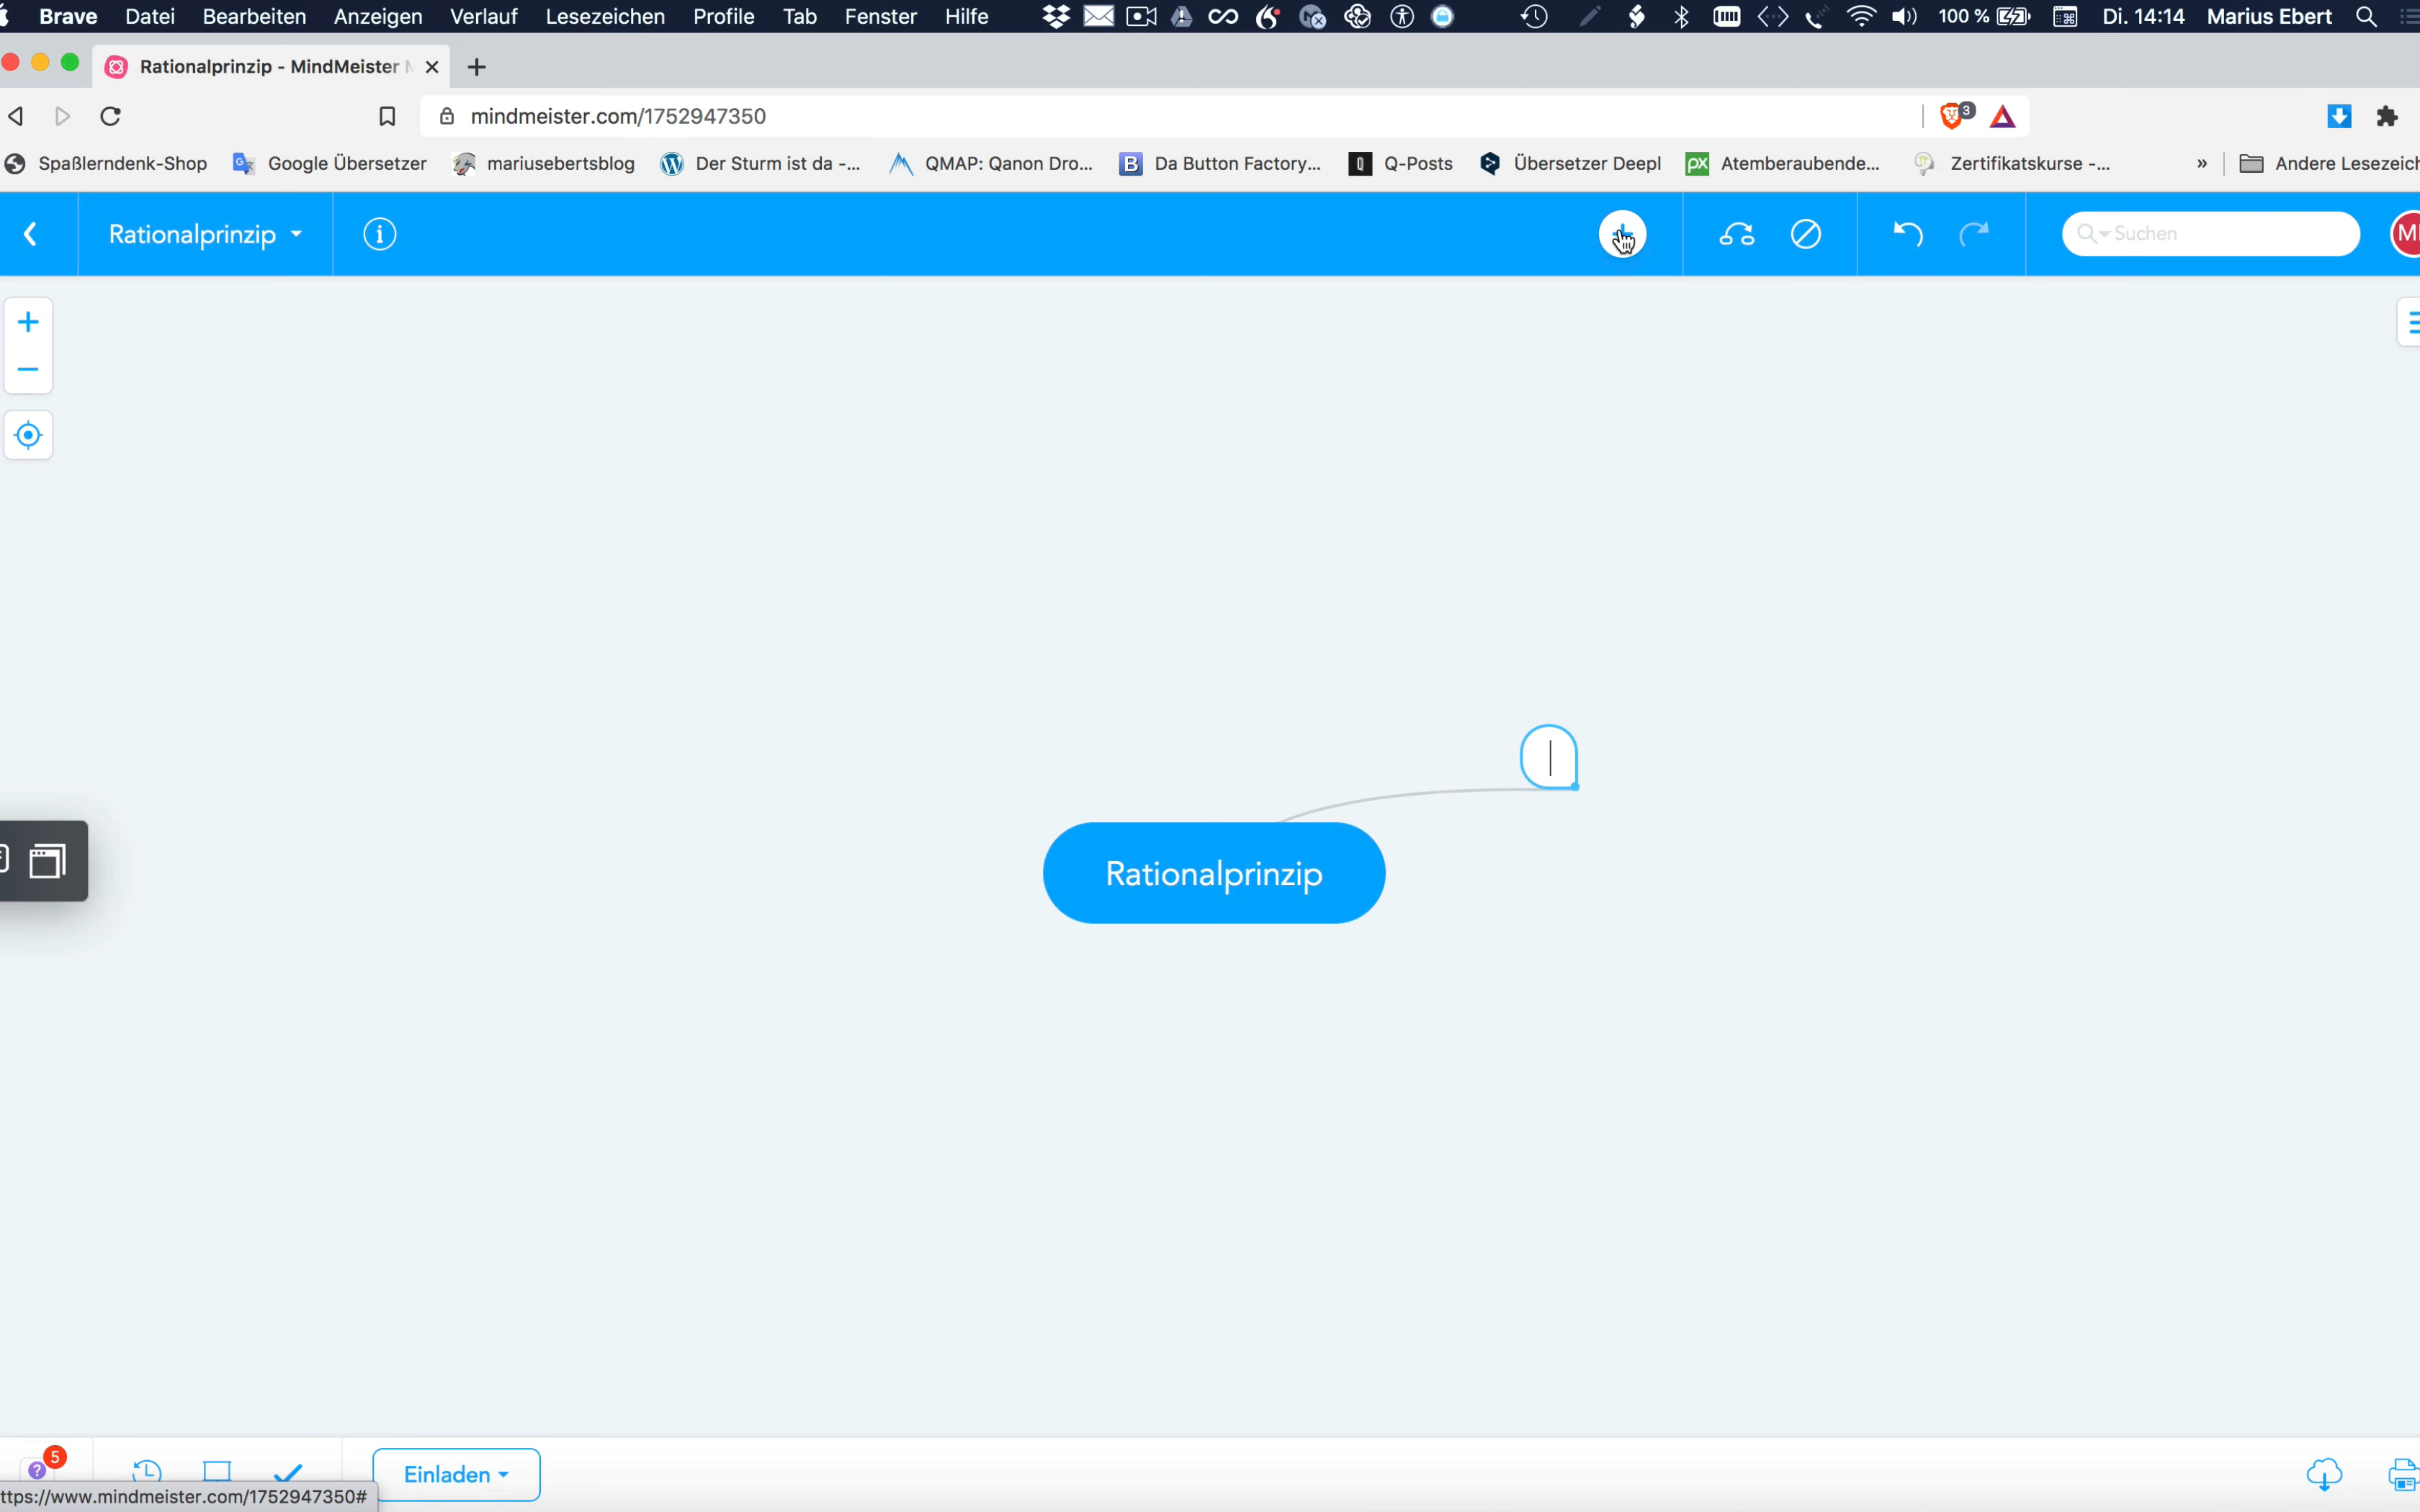 Brave Datei Bearbeiten Anzeigen Verlauf Lesezeichen Profile Tab Fenster Hilfe 100 % Di. 14:14 Marius Ebert
Rationalprinzip - MindMeister
mindmeister.com/1752947350 3
Spaßlerndenk-Shop Google Übersetzer mariusebertsblog Der Sturm ist da -... QMAP: Qanon Dro... B Da Button Factory... Q Q-Posts Übersetzer Deepl px Atemberaubende... Zertifikatskurse -... » Andere Lesezeich
Rationalprinzip Suchen
Rationalprinzip
5
Einladen
ttps://www.mindmeister.com/1752947350#